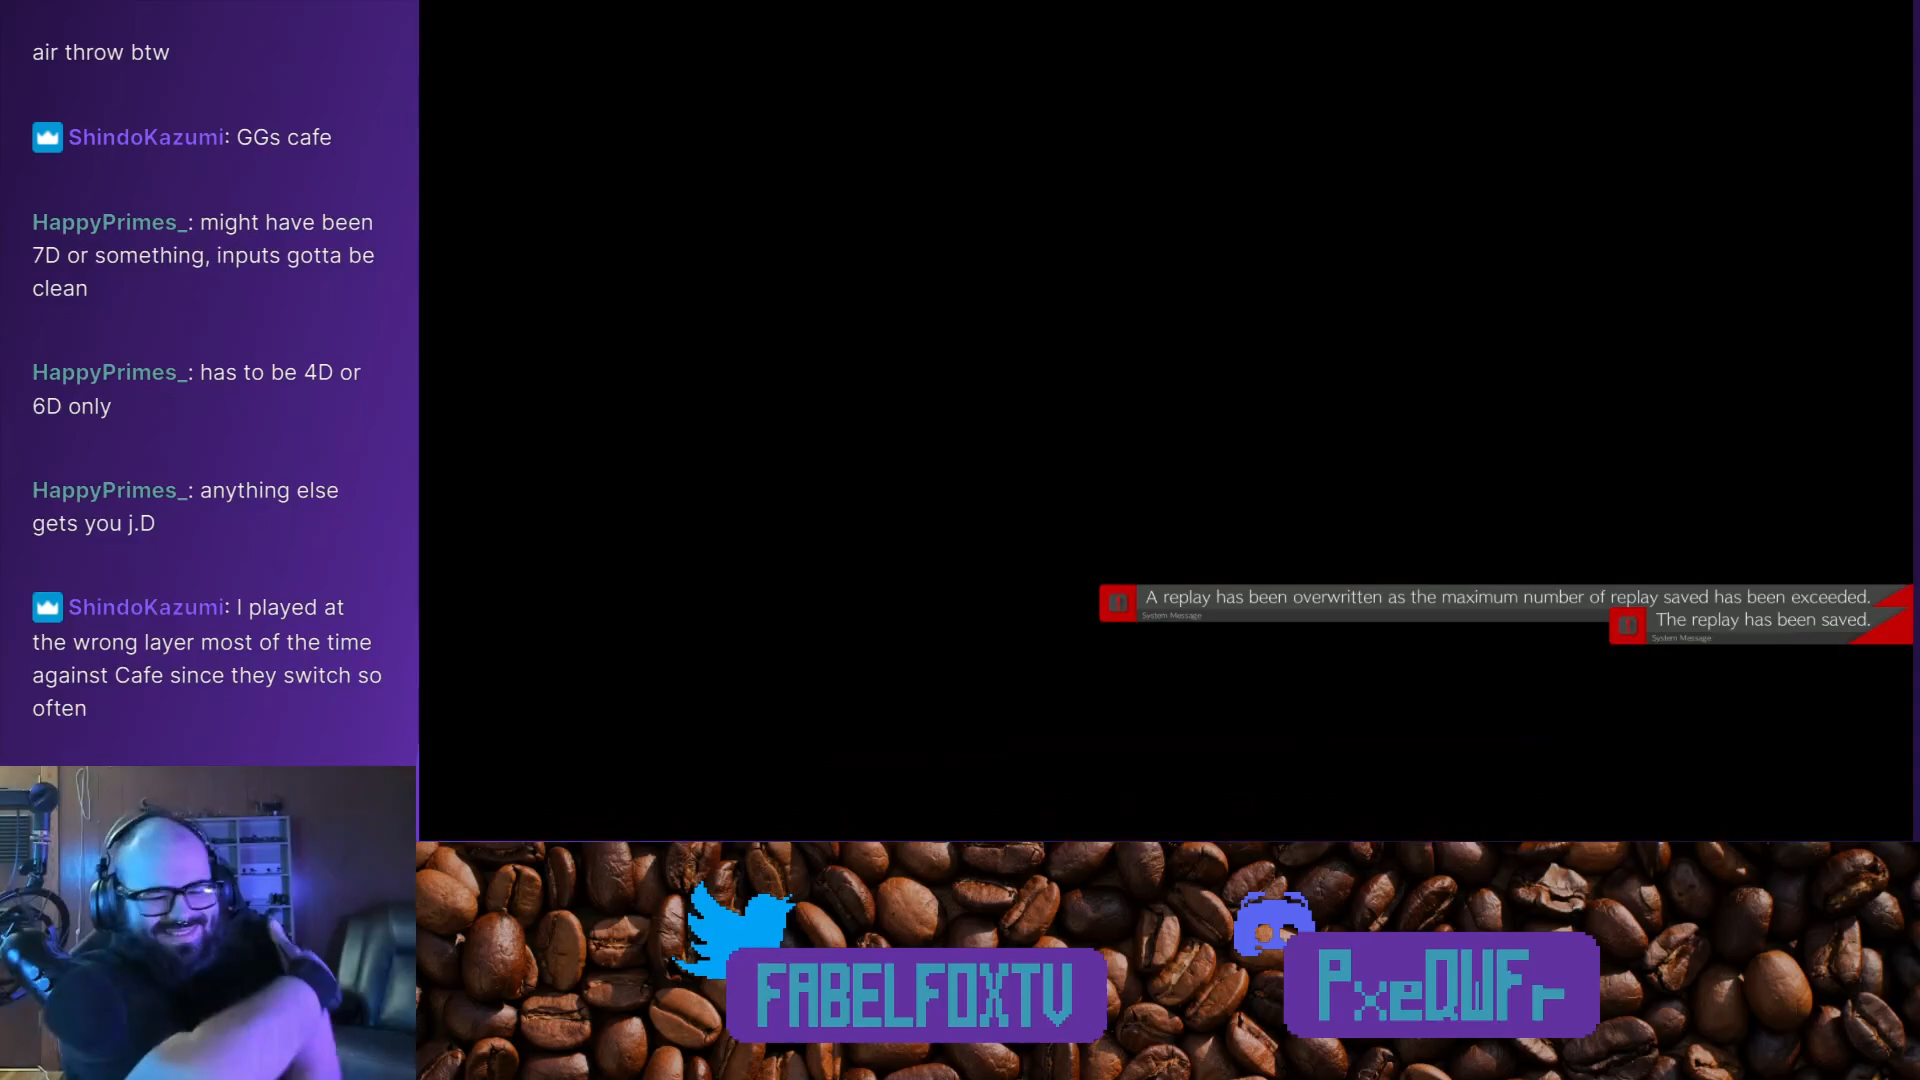 air throw btw
ShindoKazumi: GGs cafe
HappyPrimes_: might have been
7D or something, inputs gotta be
clean
HappyPrimes_: has to be 4D or
6D only
HappyPrimes_: anything else
gets you j.D
ShindoKazumi: I played at
the wrong layer most of the time
against Cafe since they switch so
often
A replay has been overwritten as the maximum number of replay saved has been exceeded.
System Message
The replay has been saved.
System Message
FABELFOXTV
PxeQWFr